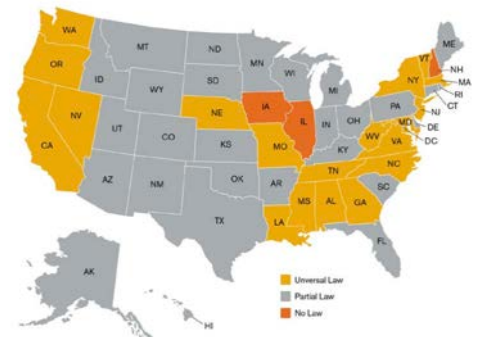 WA
MT
ND
MN
ME
VT
NH
OR
ID
SD
WI
MI
NY
MA
RI
CT
WY
IA
PA
NJ
NV
NE
IL
IN
OH
MD
DE
DC
UT
CO
KS
MO
KY
WV
VA
CA
AZ
NM
OK
AR
TN
NC
SC
TX
LA
MS
AL
GA
FL
AK
HI
Unversal Law
Partial Law
No Law